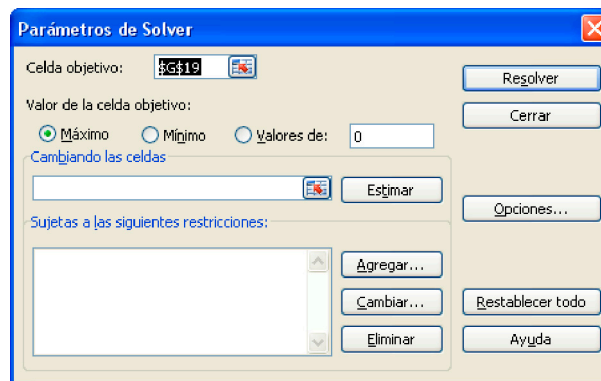 Parámetros de Solver
Celda objetivo: $G$19
Resolver
Valor de la celda objetivo:
Cerrar
Máximo Mínimo Valores de: 0
Cambiando las celdas
Estimar
Opciones...
Sujetas a las siguientes restricciones:
Agregar...
Cambiar... Restablecer todo
Eliminar Ayuda